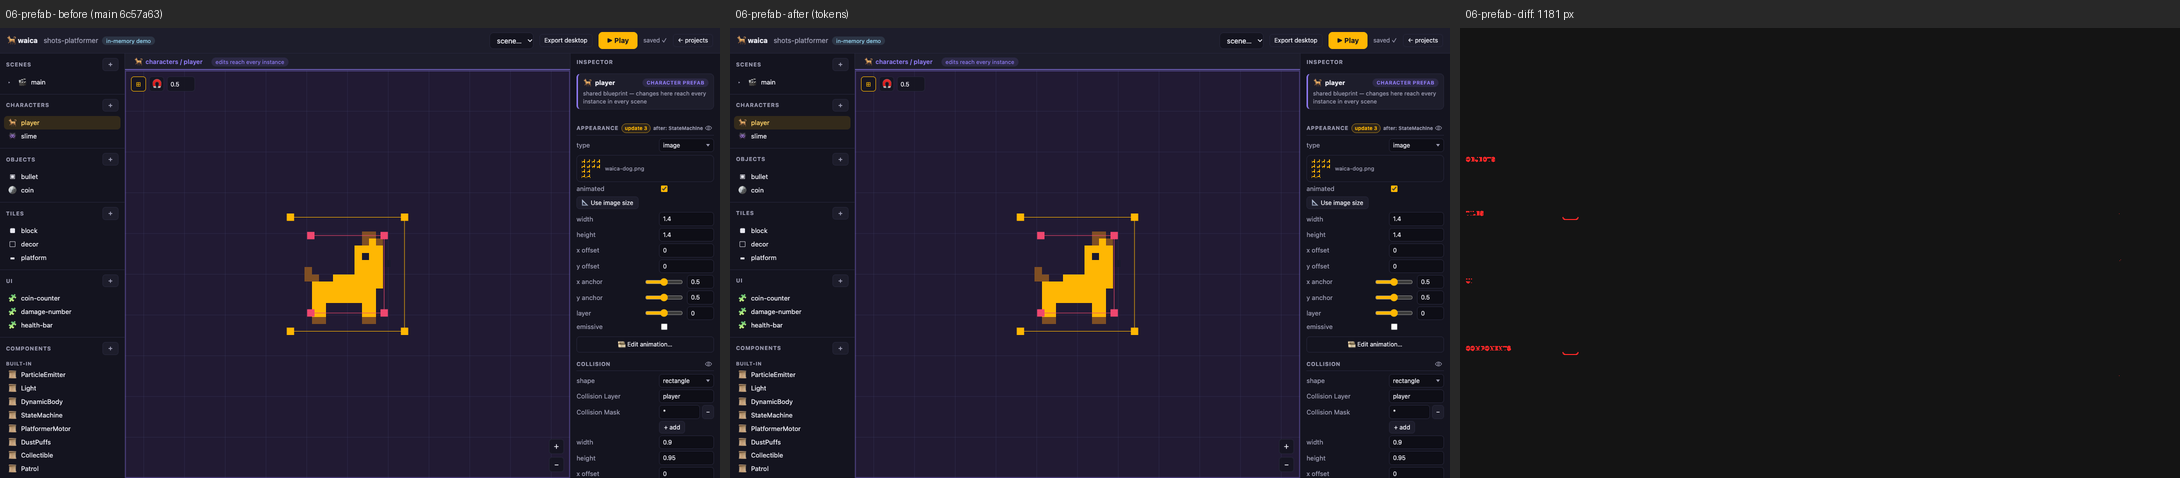 06-prefab - before (main 6c57a63)
waica shots-platformer in-memory demo
scene... Export desktop ▶ Play saved ✓ ← projects
SCENES +
main
CHARACTERS +
player
slime
OBJECTS +
bullet
coin
TILES +
block
decor
platform
UI +
coin-counter
damage-number
health-bar
COMPONENTS +
BUILT-IN
ParticleEmitter
Light
DynamicBody
StateMachine
PlatformerMotor
DustPuffs
Collectible
Patrol
characters / player edits reach every instance
0.5
+
−
INSPECTOR
player CHARACTER PREFAB
shared blueprint — changes here reach every
instance in every scene
APPEARANCE update 3 after: StateMachine
type image
waica-dog.png
animated
Use image size
width 1.4
height 1.4
x offset 0
y offset 0
x anchor 0.5
y anchor 0.5
layer 0
emissive
Edit animation...
COLLISION
shape rectangle
Collision Layer player
Collision Mask * −
+ add
width 0.9
height 0.95
x offset 0
06-prefab - after (tokens)
waica shots-platformer in-memory demo
scene... Export desktop ▶ Play saved ✓ ← projects
SCENES +
main
CHARACTERS +
player
slime
OBJECTS +
bullet
coin
TILES +
block
decor
platform
UI +
coin-counter
damage-number
health-bar
COMPONENTS +
BUILT-IN
ParticleEmitter
Light
DynamicBody
StateMachine
PlatformerMotor
DustPuffs
Collectible
Patrol
characters / player edits reach every instance
0.5
+
−
INSPECTOR
player CHARACTER PREFAB
shared blueprint — changes here reach every
instance in every scene
APPEARANCE update 3 after: StateMachine
type image
waica-dog.png
animated
Use image size
width 1.4
height 1.4
x offset 0
y offset 0
x anchor 0.5
y anchor 0.5
layer 0
emissive
Edit animation...
COLLISION
shape rectangle
Collision Layer player
Collision Mask * −
+ add
width 0.9
height 0.95
x offset 0
06-prefab - diff: 1181 px